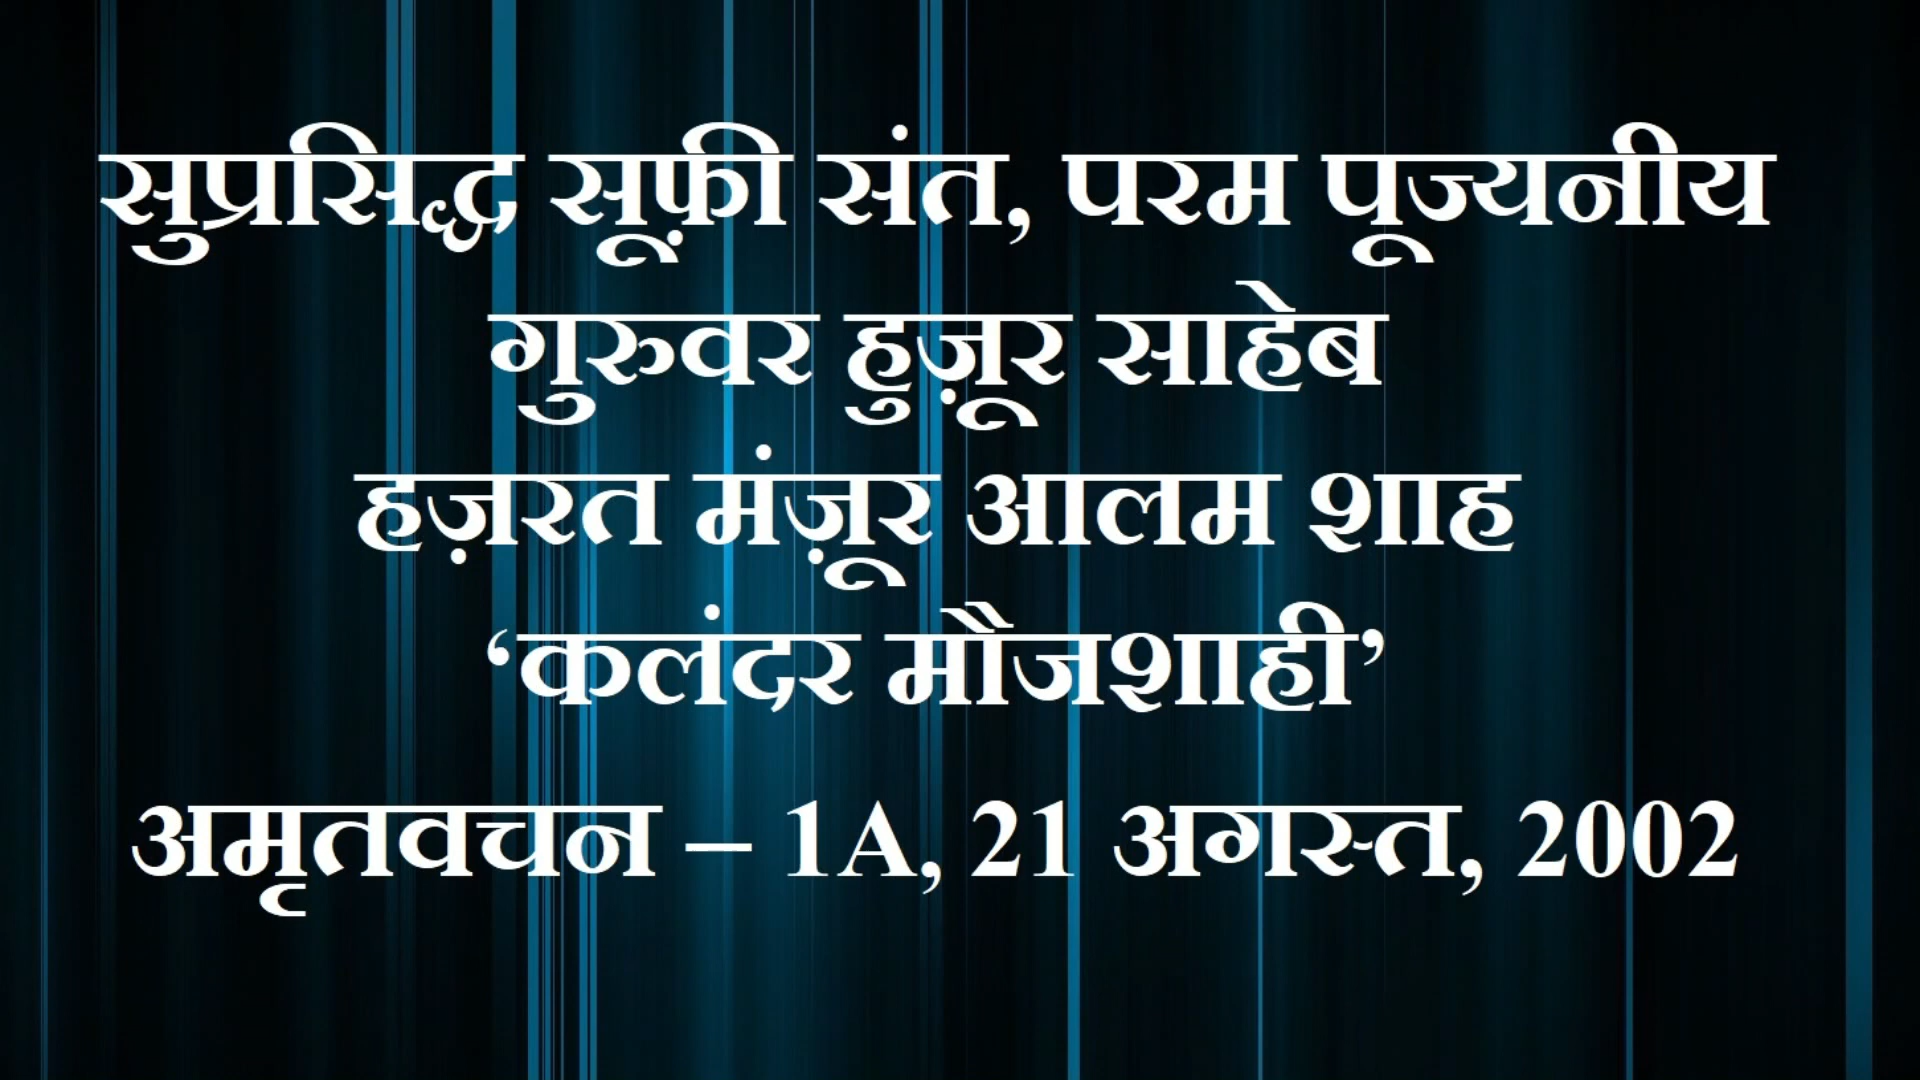 सुप्रसिद्ध सूफ़ी संत, परम पूज्यनीय
गुरुवर हुज़ूर साहेब
हज़रत मंज़ूर आलम शाह
‘कलंदर मौजशाही’
अमृतवचन – 1A, 21 अगस्त, 2002